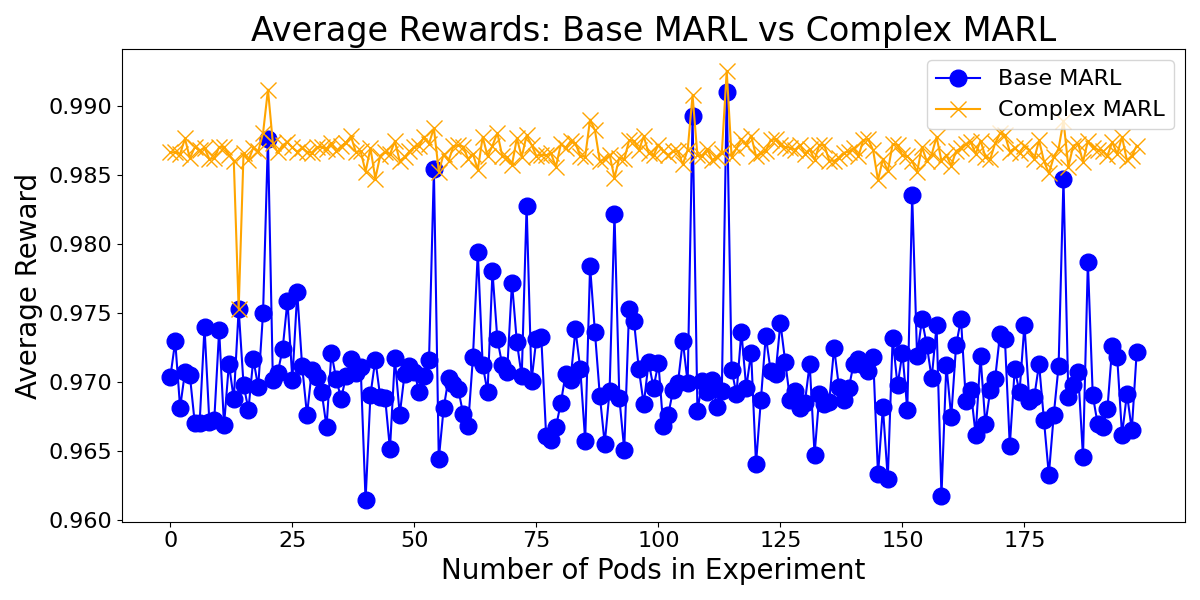 Average Rewards: Base MARL vs Complex MARL
Base MARL
Complex MARL
Average Reward
0.990
0.985
0.980
0.975
0.970
0.965
0.960
0 25 50 75 100 125 150 175
Number of Pods in Experiment